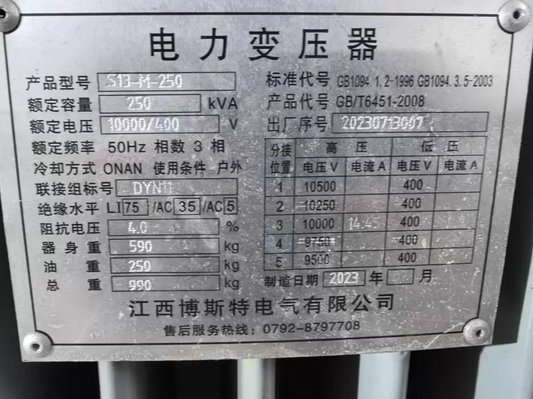 电力变压器
产品型号 S13-M-250
额定容量 250 kVA
额定电压 10000/400 V
额定频率 50Hz 相数 3 相
冷却方式 ONAN 使用条件 户外
联接组标号 DYN11
绝缘水平 LI 75 /AC 35 /AC 5
阻抗电压 4.0 %
器身重 590 kg
油重 250 kg
总重 990 kg
标准代号 GB1094.1,2-1996 GB1094.3.5-2003
产品代号 GB/T6451-2008
出厂序号 20230713007
分接位置 高压 低压
电压V 电流A 电压V 电流A
1 10500 400
2 10250 400
3 10000 14.43 400
4 9750 400
5 9500 400
制造日期 2023 年 月
江西博斯特电气有限公司
售后服务热线: 0792-8797708